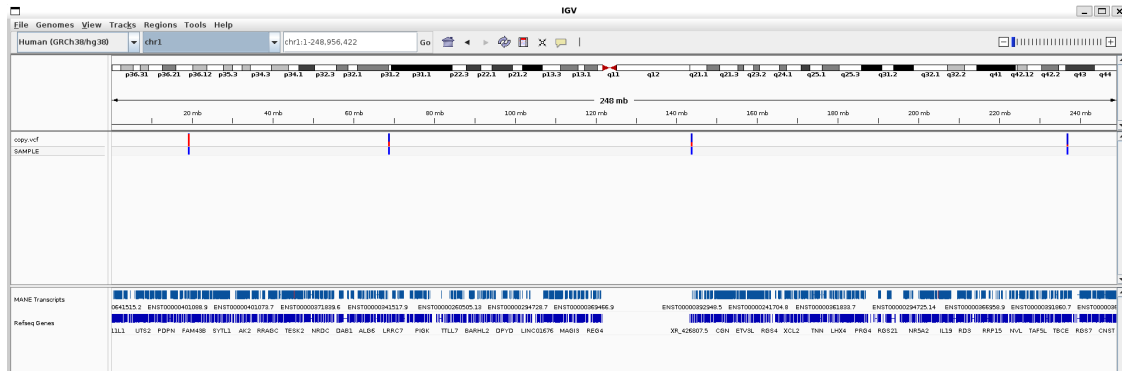 IGV
File Genomes View Tracks Regions Tools Help
Human (GRCh38/hg38) chr1 chr1:1-248,956,422 Go
p36.31 p36.21 p36.12 p35.3 p34.3 p34.1 p32.3 p32.1 p31.2 p31.1 p22.3 p22.1 p21.2 p13.3 p13.1 q11 q12 q21.1 q21.3 q23.2 q24.1 q25.1 q25.3 q31.2 q32.1 q32.2 q41 q42.12 q42.2 q43 q44
248 mb
20 mb 40 mb 60 mb 80 mb 100 mb 120 mb 140 mb 160 mb 180 mb 200 mb 220 mb 240 mb
copy.vcf
SAMPLE
MANE Transcripts
0641515.2 ENST00000401088.9 ENST00000401073.7 ENST00000371839.6 ENST00000341517.9 ENST00000260505.13 ENST00000294728.7 ENST00000369466.9 ENST00000392948.5 ENST00000241704.8 ENST00000361833.7 ENST00000294725.14 ENST00000366958.9 ENST00000391960.7 ENST0000036
Refseq Genes
11L1 UTS2 PDPN FAM43B SYTL1 AK2 RRAGC TESK2 NRDC DAB1 ALG6 LRRC7 PIGK TTLL7 BARHL2 DPYD LINC01676 MAGI3 REG4 XR_426807.5 CGN ETV3L RGS4 XCL2 TNN LHX4 PRG4 RGS21 NR5A2 IL19 RD3 RRP15 NVL TAF5L TBCE RGS7 CNST